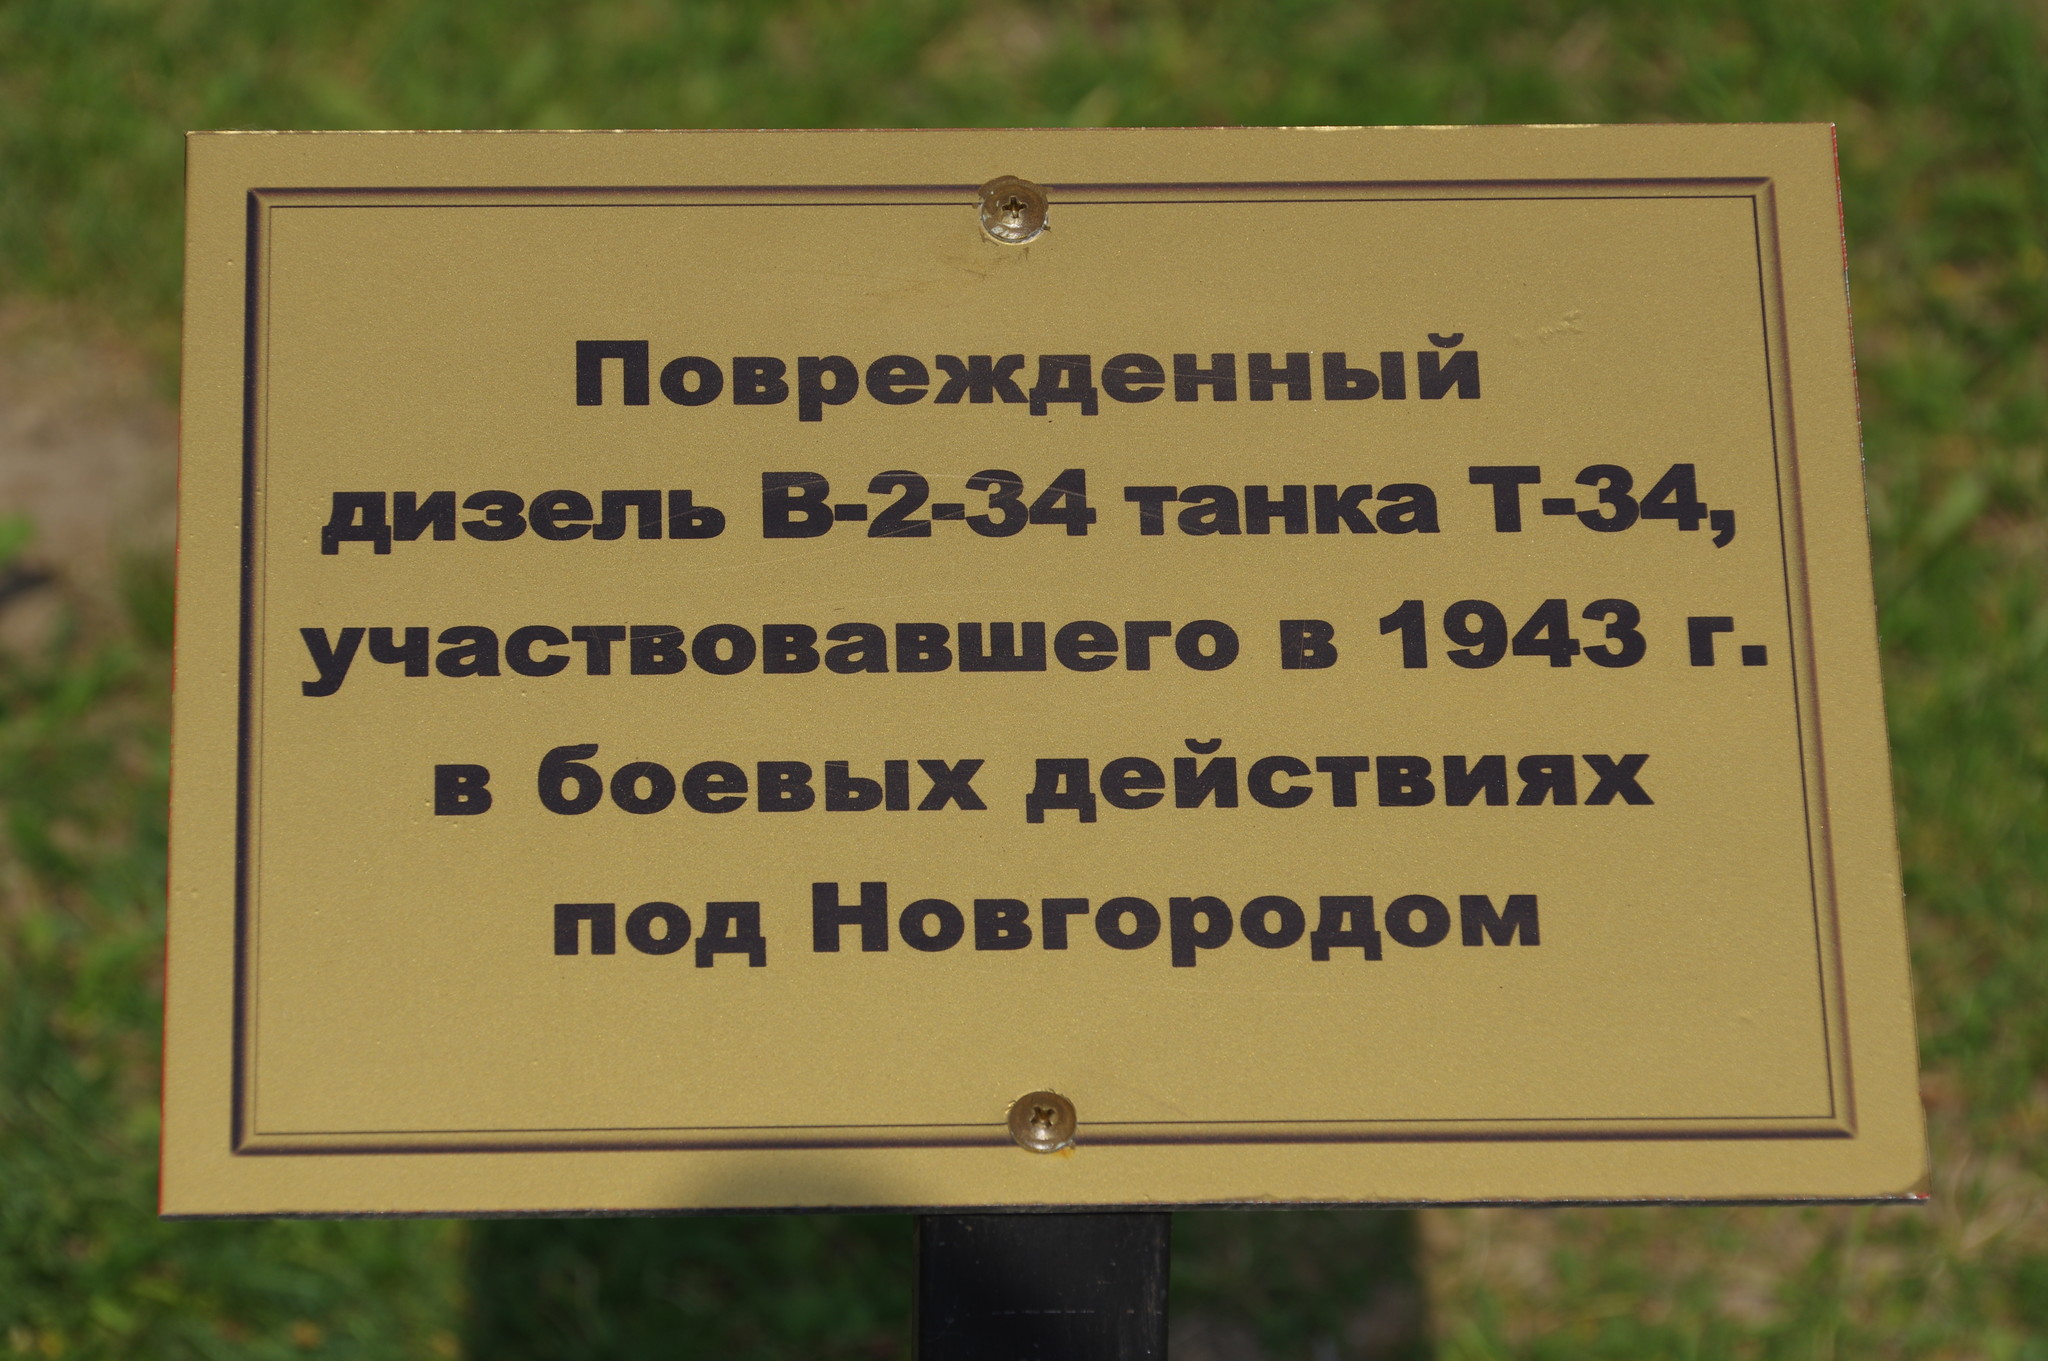 Поврежденный
дизель В-2-34 танка Т-34,
участвовавшего в 1943 г.
в боевых действиях
под Новгородом